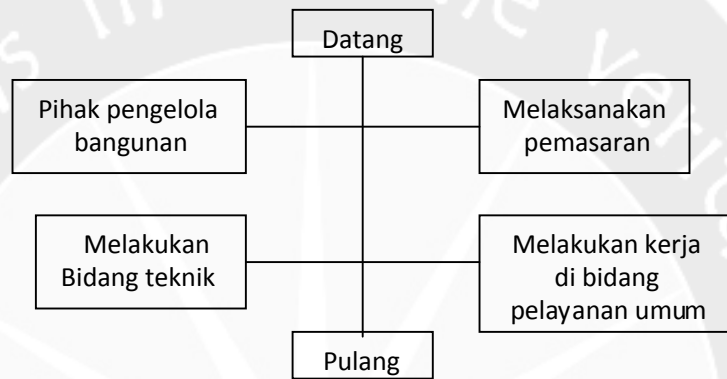 Datang
Pihak pengelola
bangunan
Melaksanakan
pemasaran
Melakukan
Bidang teknik
Melakukan kerja
di bidang
pelayanan umum
Pulang